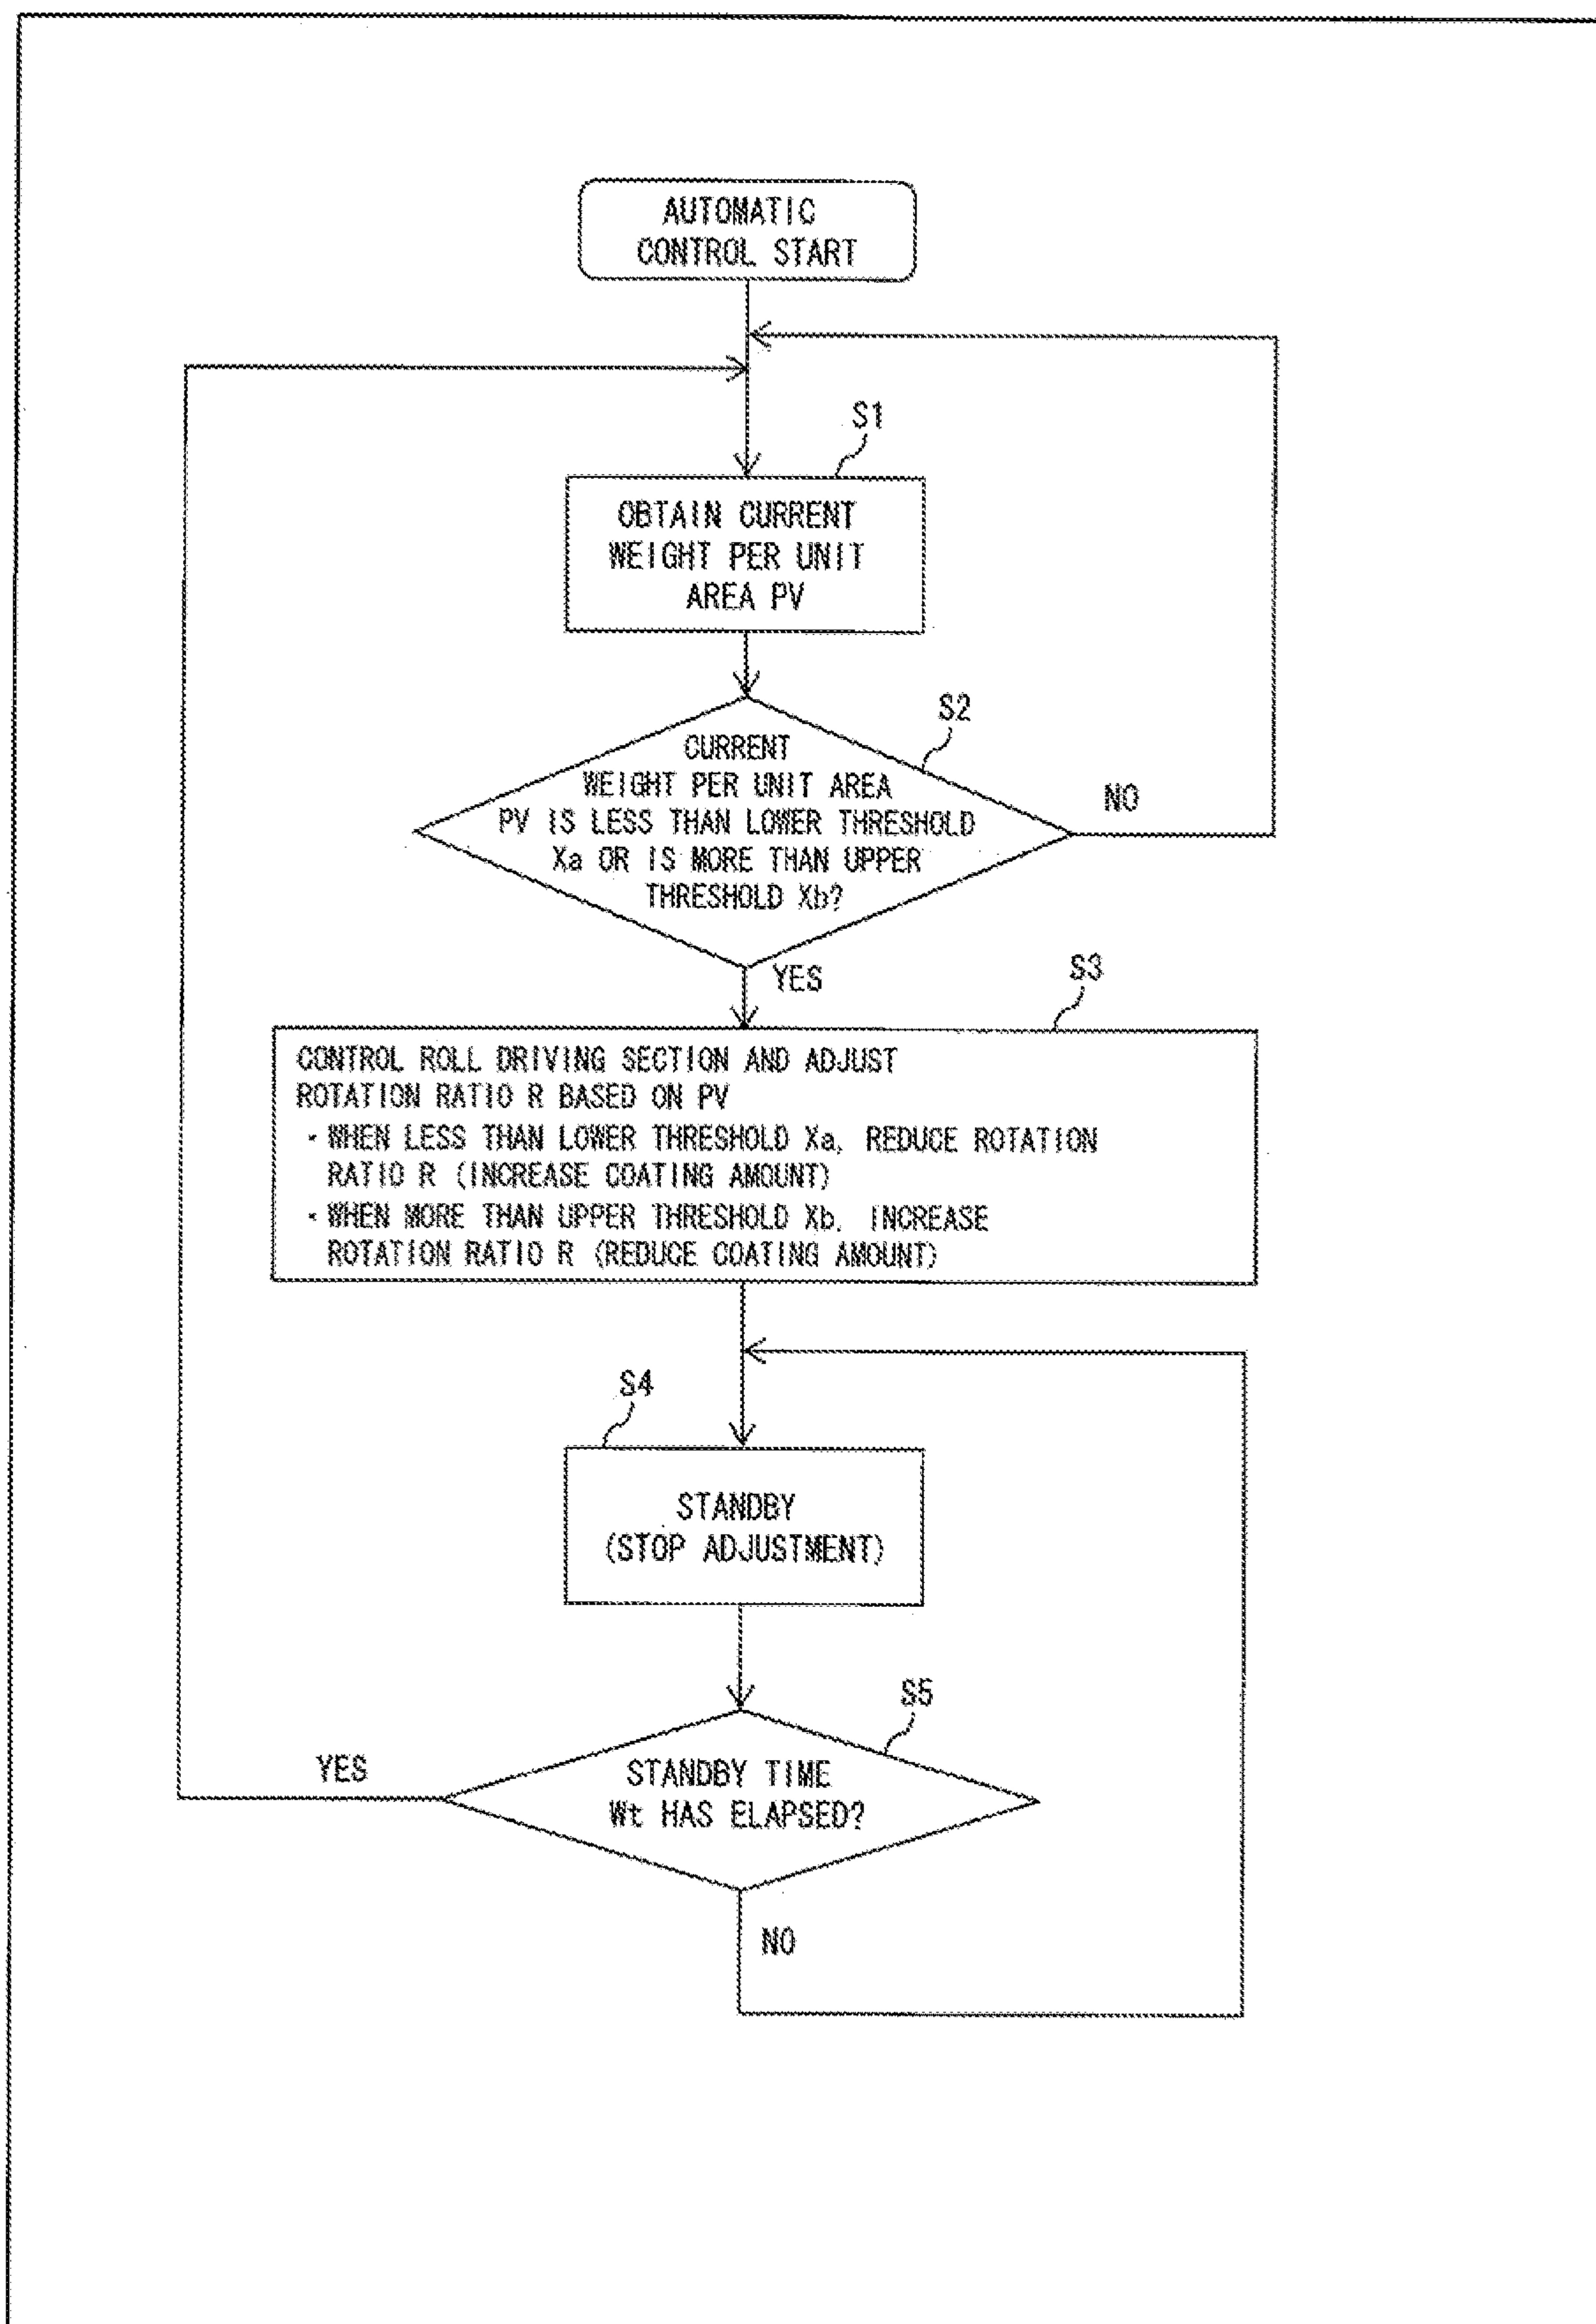 AUTOMATIC
CONTROL START
S1
OBTAIN CURRENT
WEIGHT PER UNIT
AREA PV
S2
CURRENT
WEIGHT PER UNIT AREA
PV IS LESS THAN LOWER THRESHOLD
Xa OR IS MORE THAN UPPER
THRESHOLD Xb?
NO
YES
S3
CONTROL ROLL DRIVING SECTION AND ADJUST
ROTATION RATIO R BASED ON PV
・WHEN LESS THAN LOWER THRESHOLD Xa, REDUCE ROTATION
RATIO R (INCREASE COATING AMOUNT)
・WHEN MORE THAN UPPER THRESHOLD Xb, INCREASE
ROTATION RATIO R (REDUCE COATING AMOUNT)
S4
STANDBY
(STOP ADJUSTMENT)
S5
YES
STANDBY TIME
Wt HAS ELAPSED?
NO